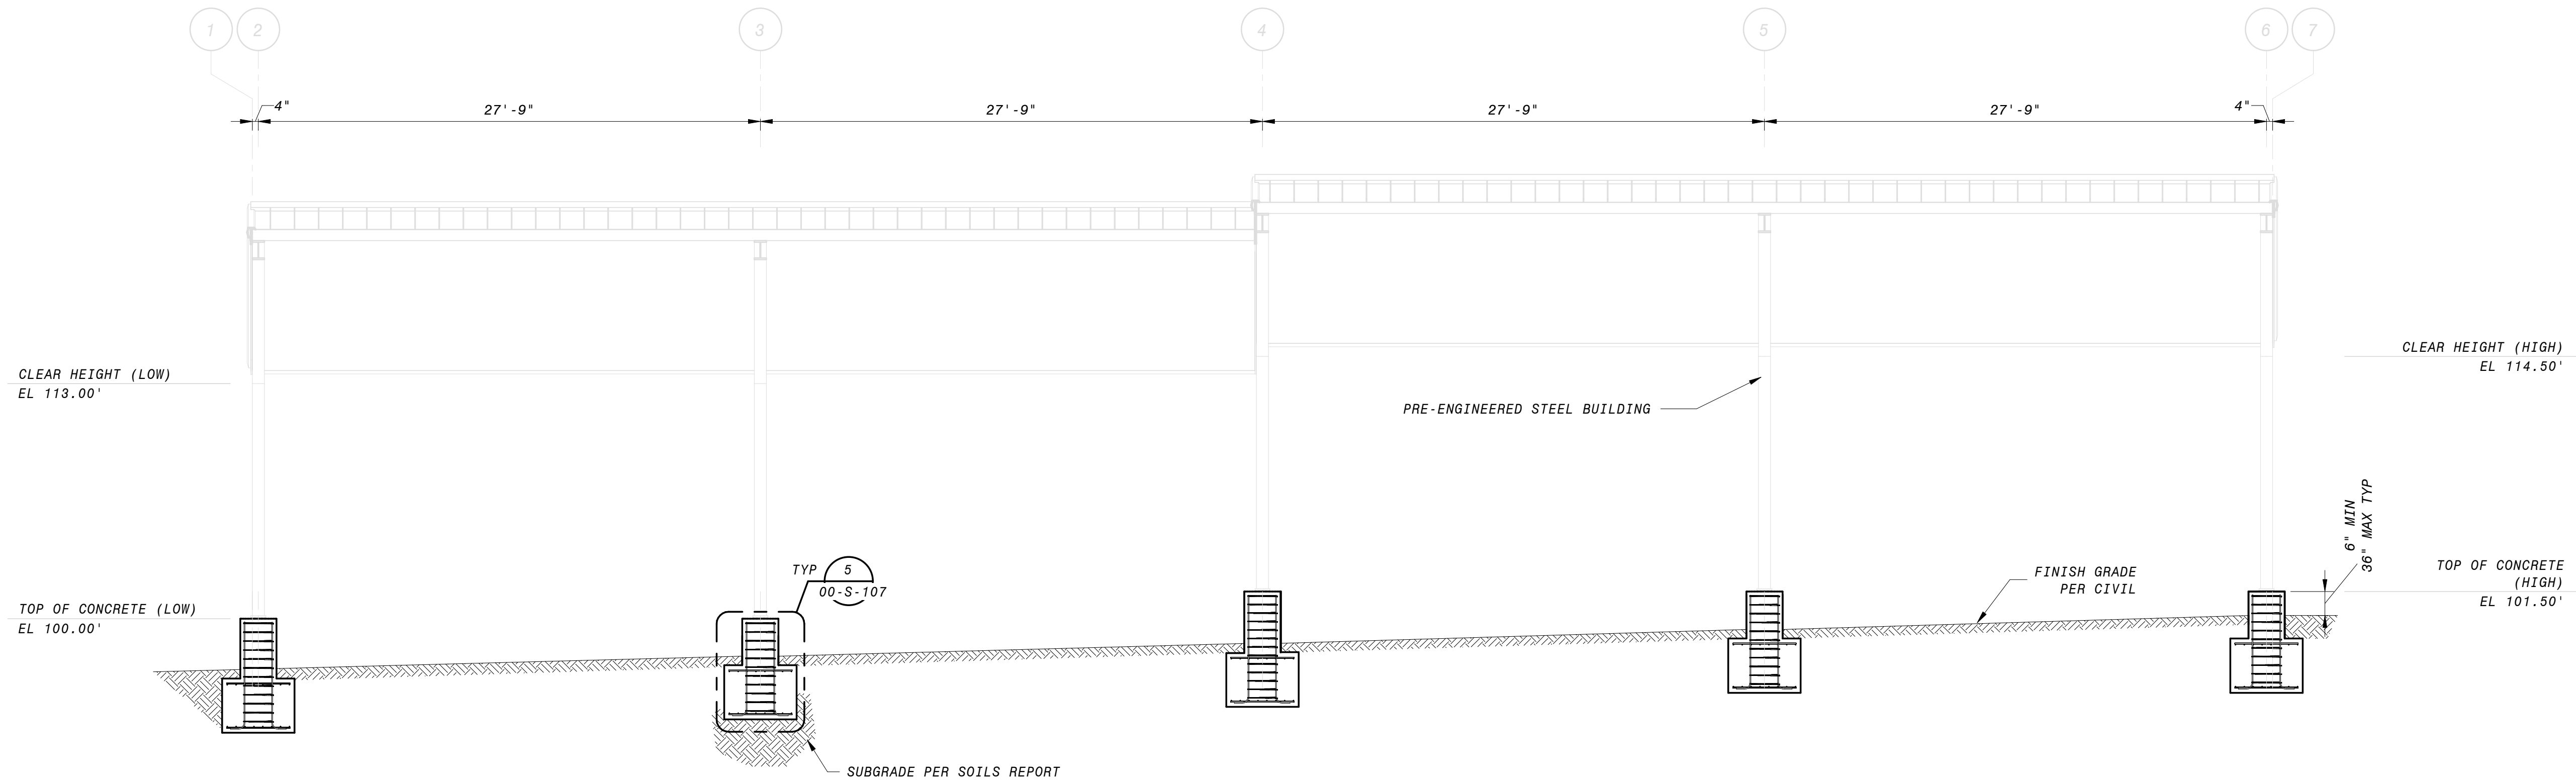 1
2
3
4
5
6
7
4"
27'-9"
27'-9"
27'-9"
27'-9"
4"
CLEAR HEIGHT (LOW)
EL 113.00'
CLEAR HEIGHT (HIGH)
EL 114.50'
PRE-ENGINEERED STEEL BUILDING
6" MIN
36" MAX TYP
TYP
5
00-S-107
FINISH GRADE
PER CIVIL
TOP OF CONCRETE
(HIGH)
EL 101.50'
TOP OF CONCRETE (LOW)
EL 100.00'
SUBGRADE PER SOILS REPORT